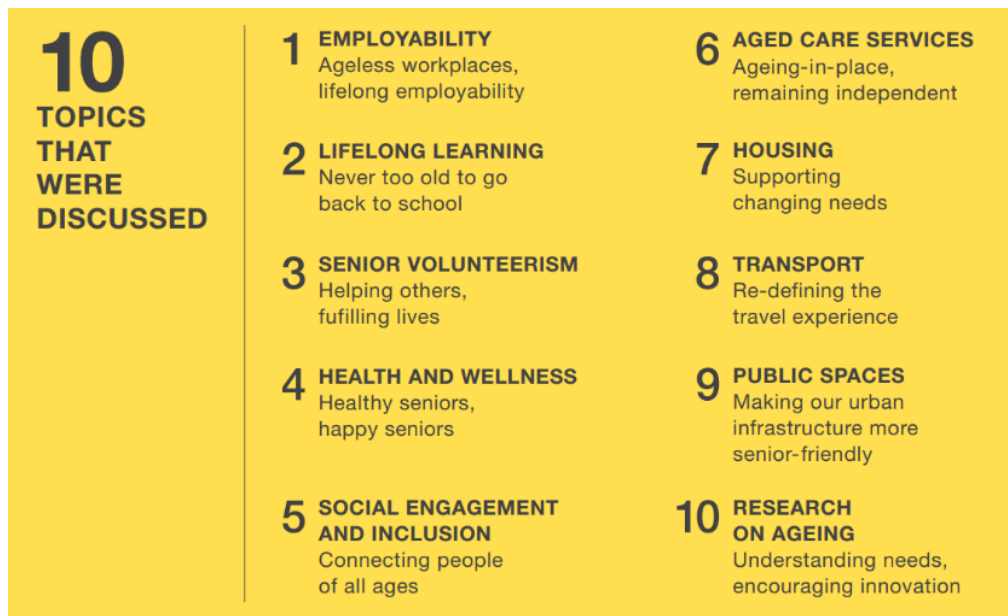 10
TOPICS
THAT
WERE
DISCUSSED
1 EMPLOYABILITY
Ageless workplaces,
lifelong employability
2 LIFELONG LEARNING
Never too old to go
back to school
3 SENIOR VOLUNTEERISM
Helping others,
fufilling lives
4 HEALTH AND WELLNESS
Healthy seniors,
happy seniors
5 SOCIAL ENGAGEMENT
AND INCLUSION
Connecting people
of all ages
6 AGED CARE SERVICES
Ageing-in-place,
remaining independent
7 HOUSING
Supporting
changing needs
8 TRANSPORT
Re-defining the
travel experience
9 PUBLIC SPACES
Making our urban
infrastructure more
senior-friendly
10 RESEARCH
ON AGEING
Understanding needs,
encouraging innovation